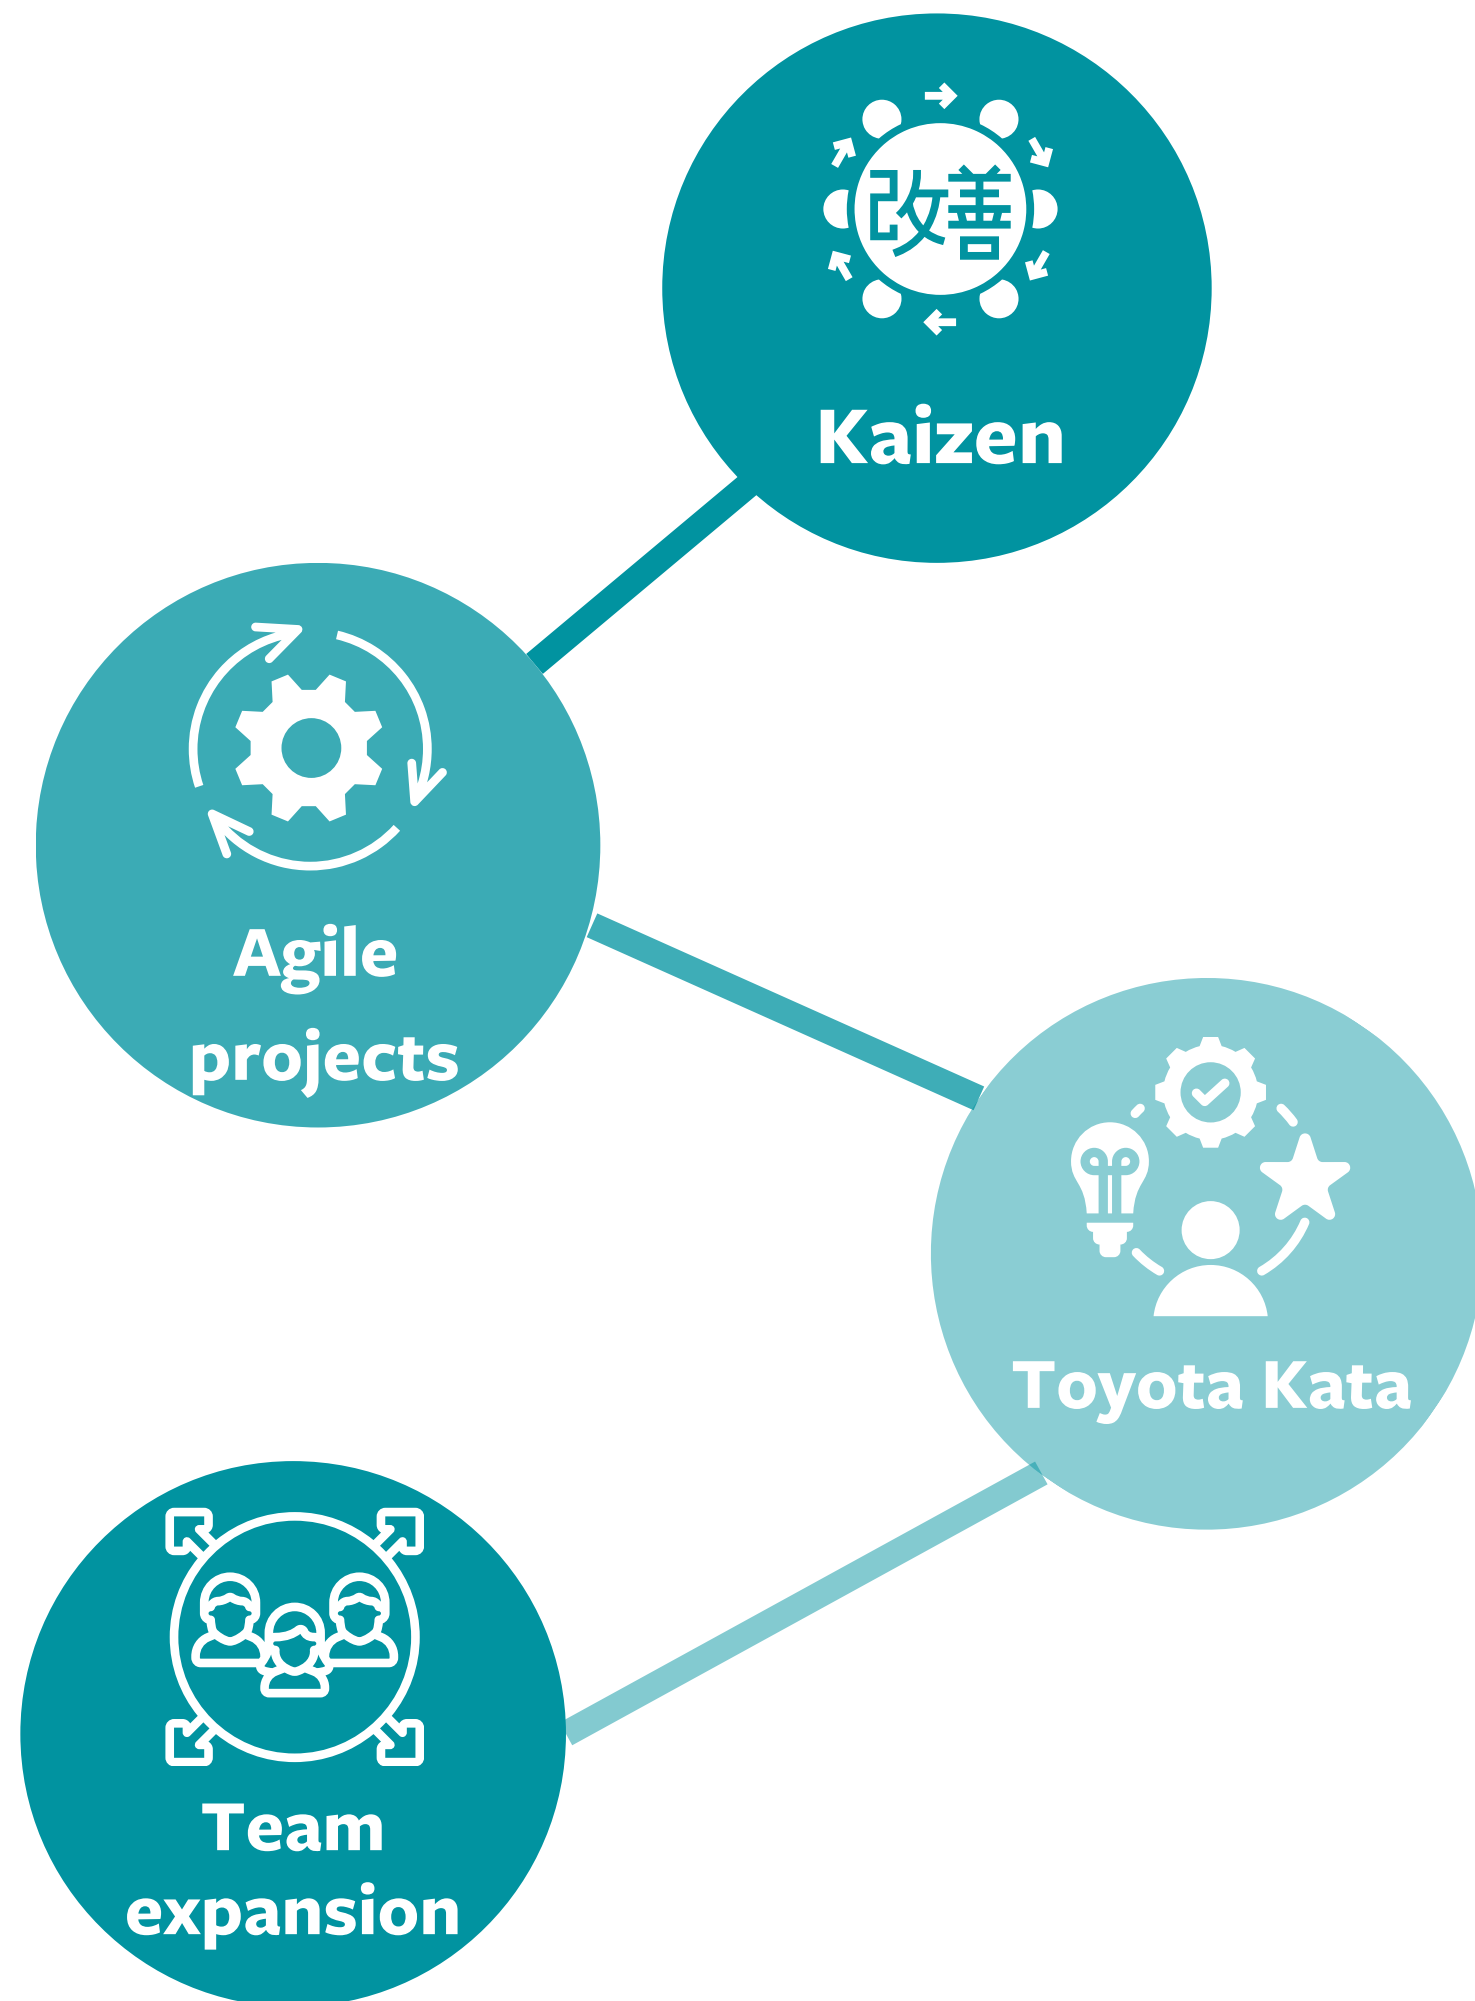 改善
Kaizen
Agile
projects
Toyota Kata
Team
expansion